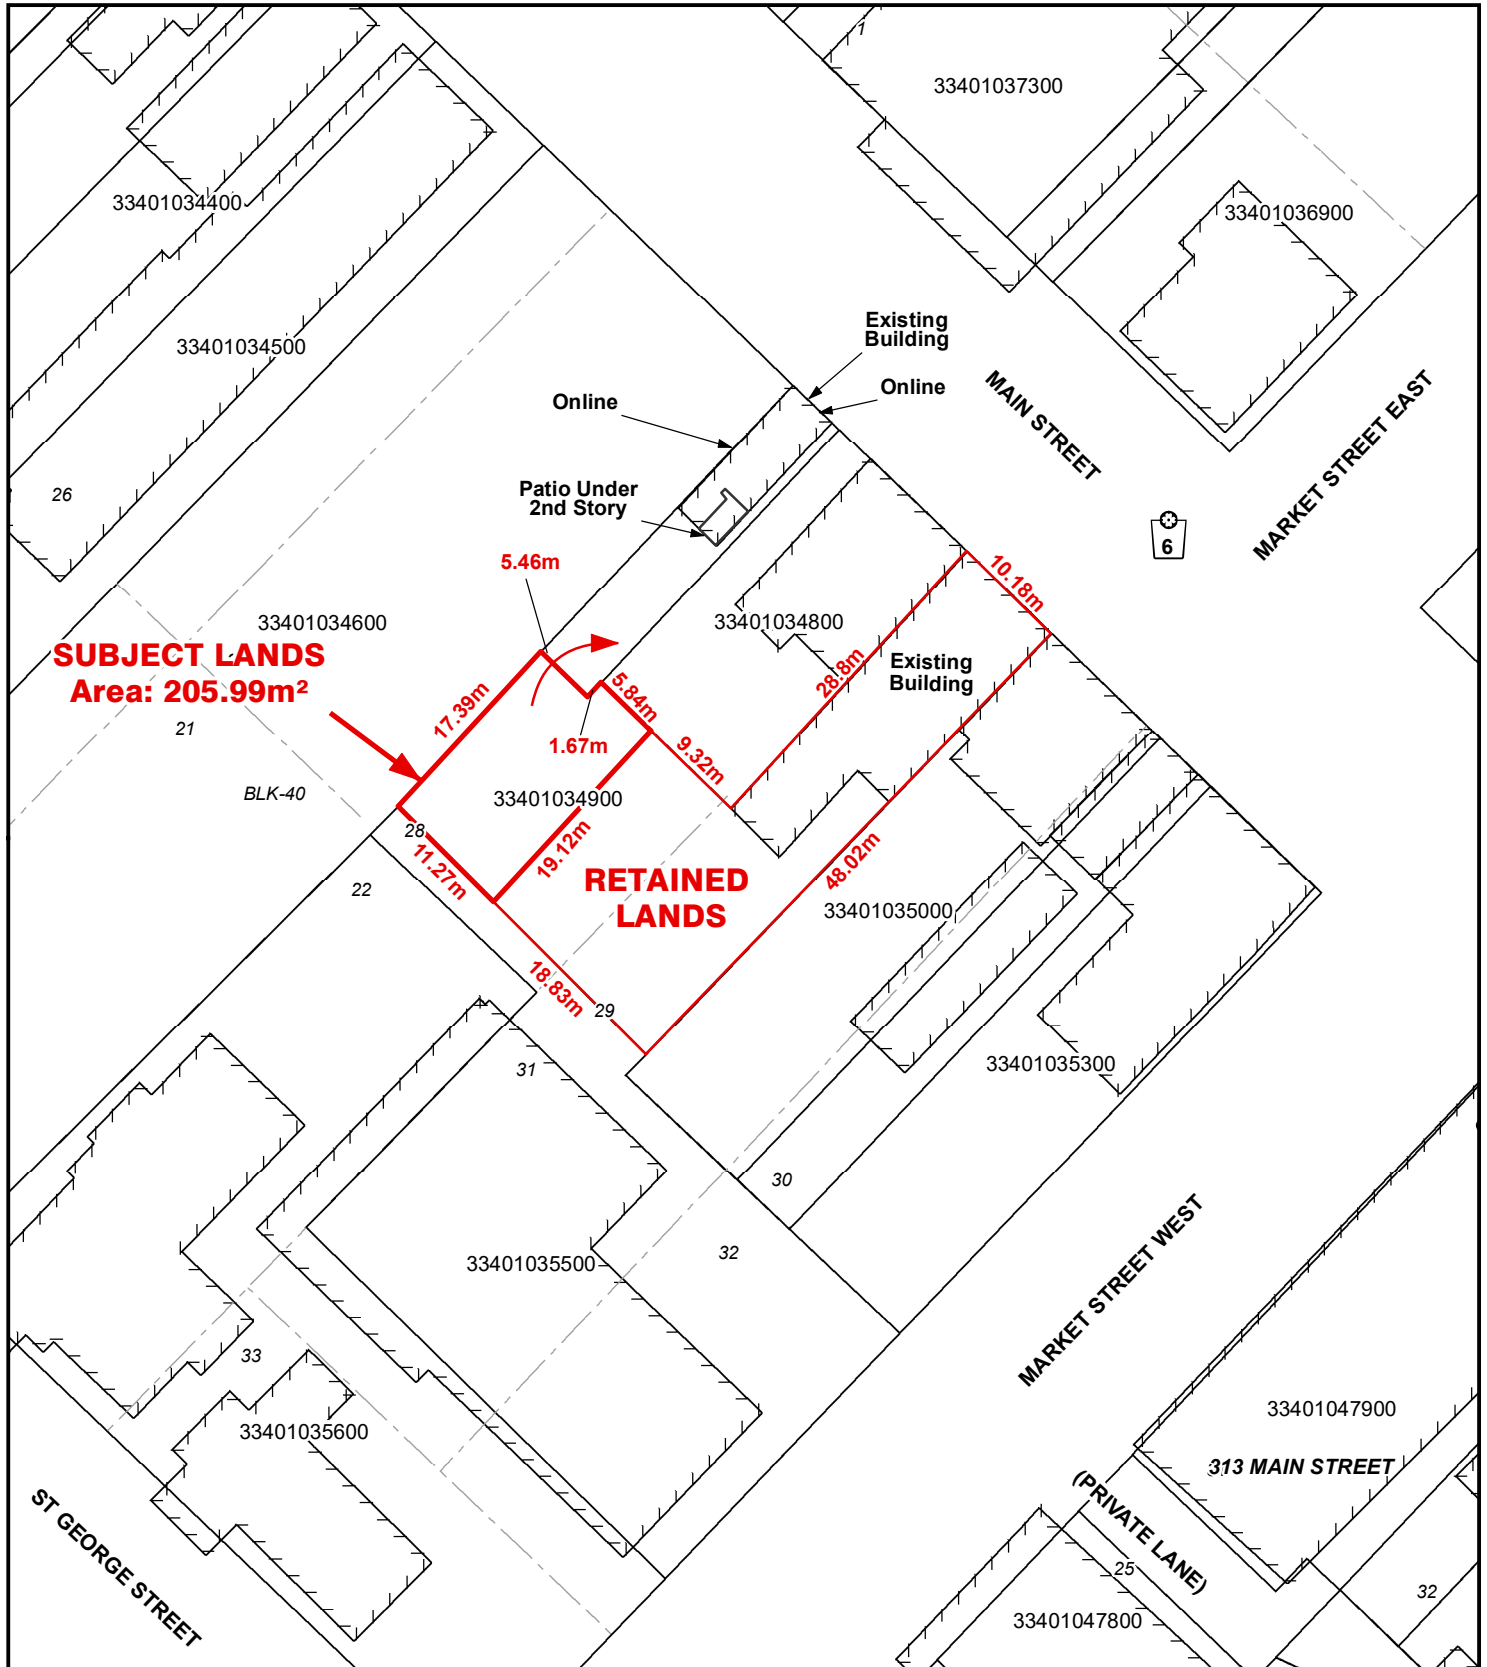 1
33401037300
33401034400
33401036900
Existing
Building
Online
33401034500
Online
MAIN STREET
MARKET STREET EAST
26
Patio Under
2nd Story
6
5.46m
10.18m
33401034600
33401034800
SUBJECT LANDS
Area: 205.99m²
28.8m
Existing
Building
5.84m
17.39m
21
1.67m
9.32m
BLK-40
33401034900
28
11.27m
19.12m
48.02m
22
RETAINED
LANDS
33401035000
18.83m
29
31
33401035300
30
33401035500
32
MARKET STREET WEST
33
33401035600
33401047900
313 MAIN STREET
(PRIVATE LANE)
ST GEORGE STREET
25
32
33401047800